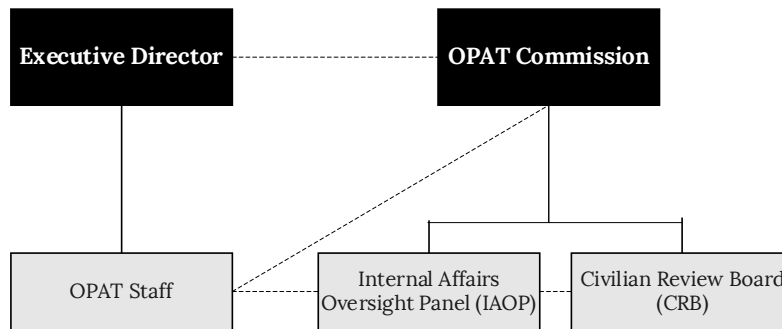 Executive Director
OPAT Commission
OPAT Staff
Internal Affairs
Oversight Panel (IAOP)
Civilian Review Board
(CRB)